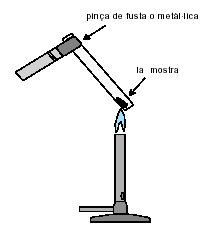 pinça de fusta o metàl·lica
la mostra